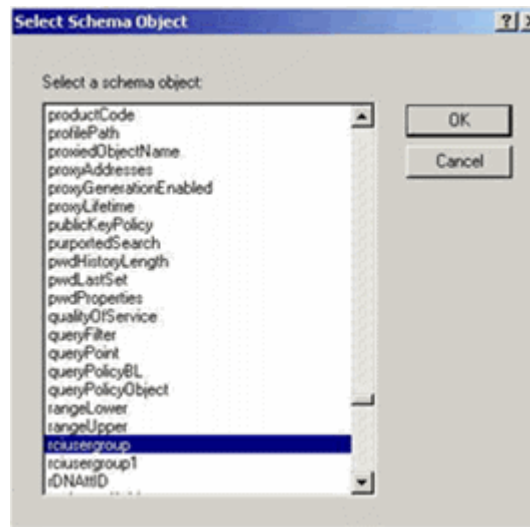 Select Schema Object
Select a schema object:
productCode
profilePath
proxiedObjectName
proxyAddresses
proxyGenerationEnabled
proxyLifetime
publicKeyPolicy
purportedSearch
pwdHistoryLength
pwdLastSet
pwdProperties
qualityOfService
queryFilter
queryPoint
queryPolicyBL
queryPolicyObject
rangeLower
rangeUpper
rciusergroup
rciusergroup1
rDNAttID
OK
Cancel